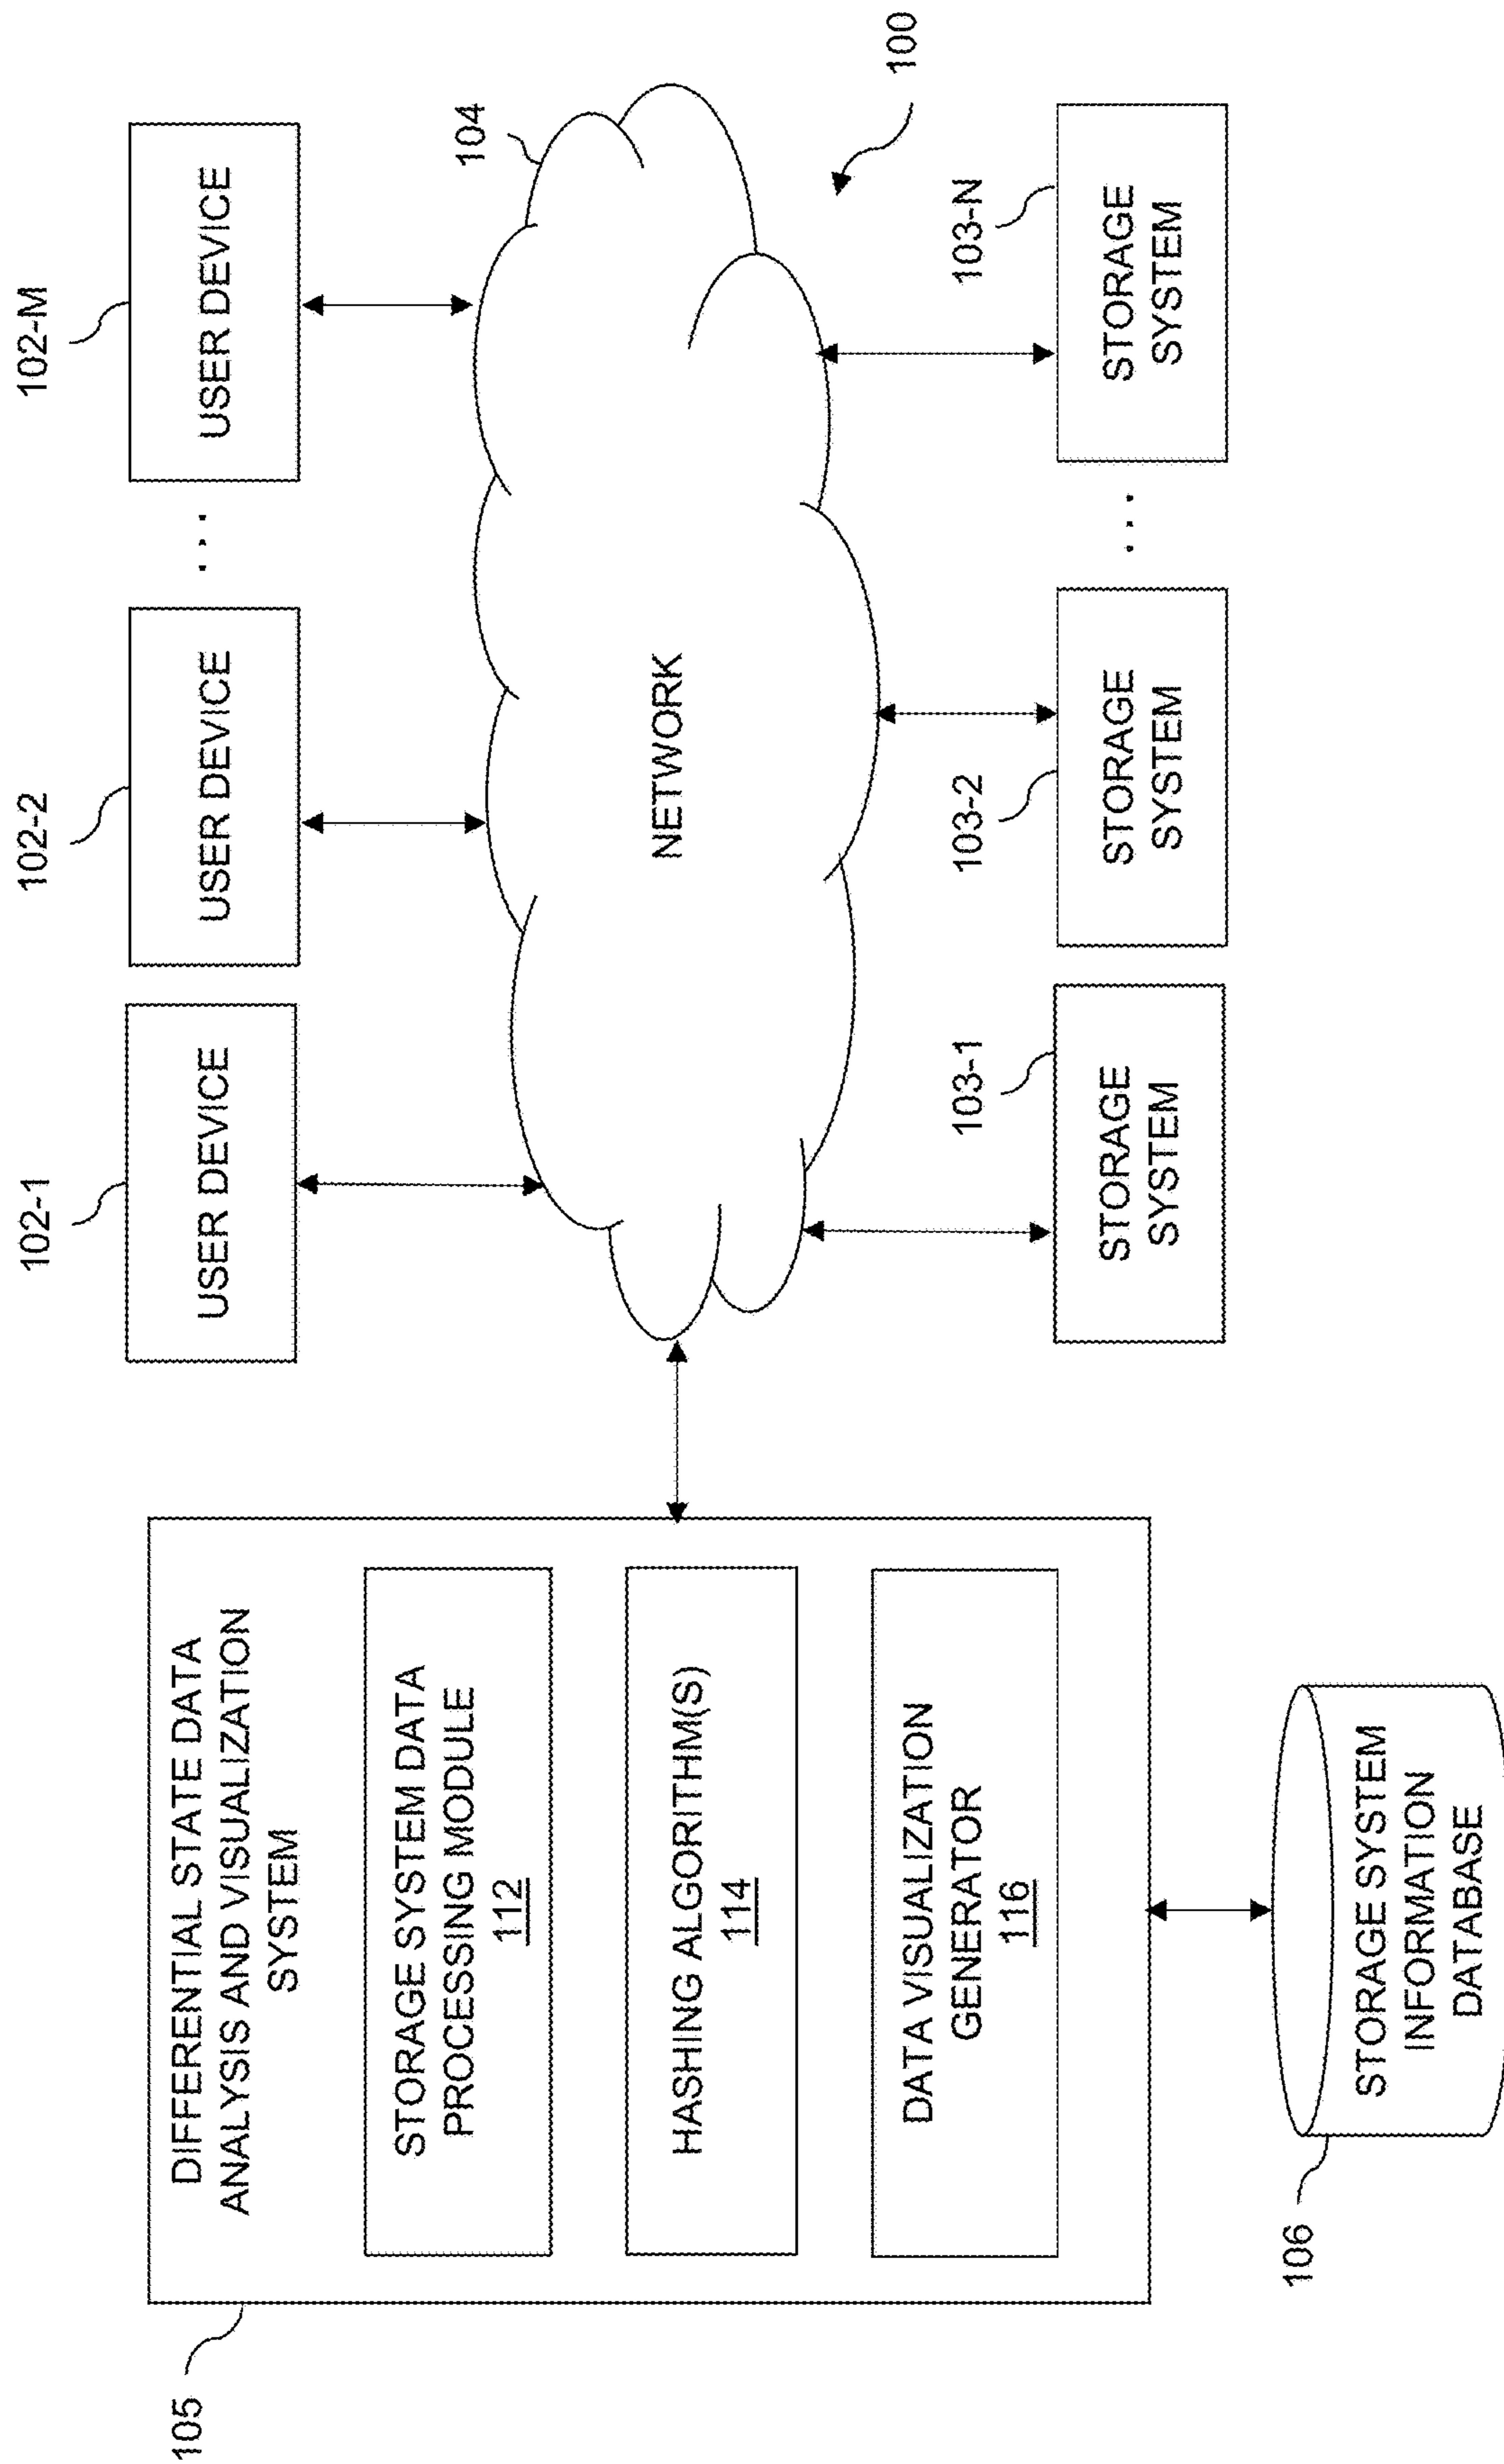 105
DIFFERENTIAL STATE DATA
ANALYSIS AND VISUALIZATION
SYSTEM
STORAGE SYSTEM DATA
PROCESSING MODULE
112
HASHING ALGORITHM(S)
114
DATA VISUALIZATION
GENERATOR
116
106
STORAGE SYSTEM
INFORMATION
DATABASE
102-1
USER DEVICE
102-2
USER DEVICE
...
102-M
USER DEVICE
104
NETWORK
100
103-1
STORAGE
SYSTEM
103-2
STORAGE
SYSTEM
...
103-N
STORAGE
SYSTEM